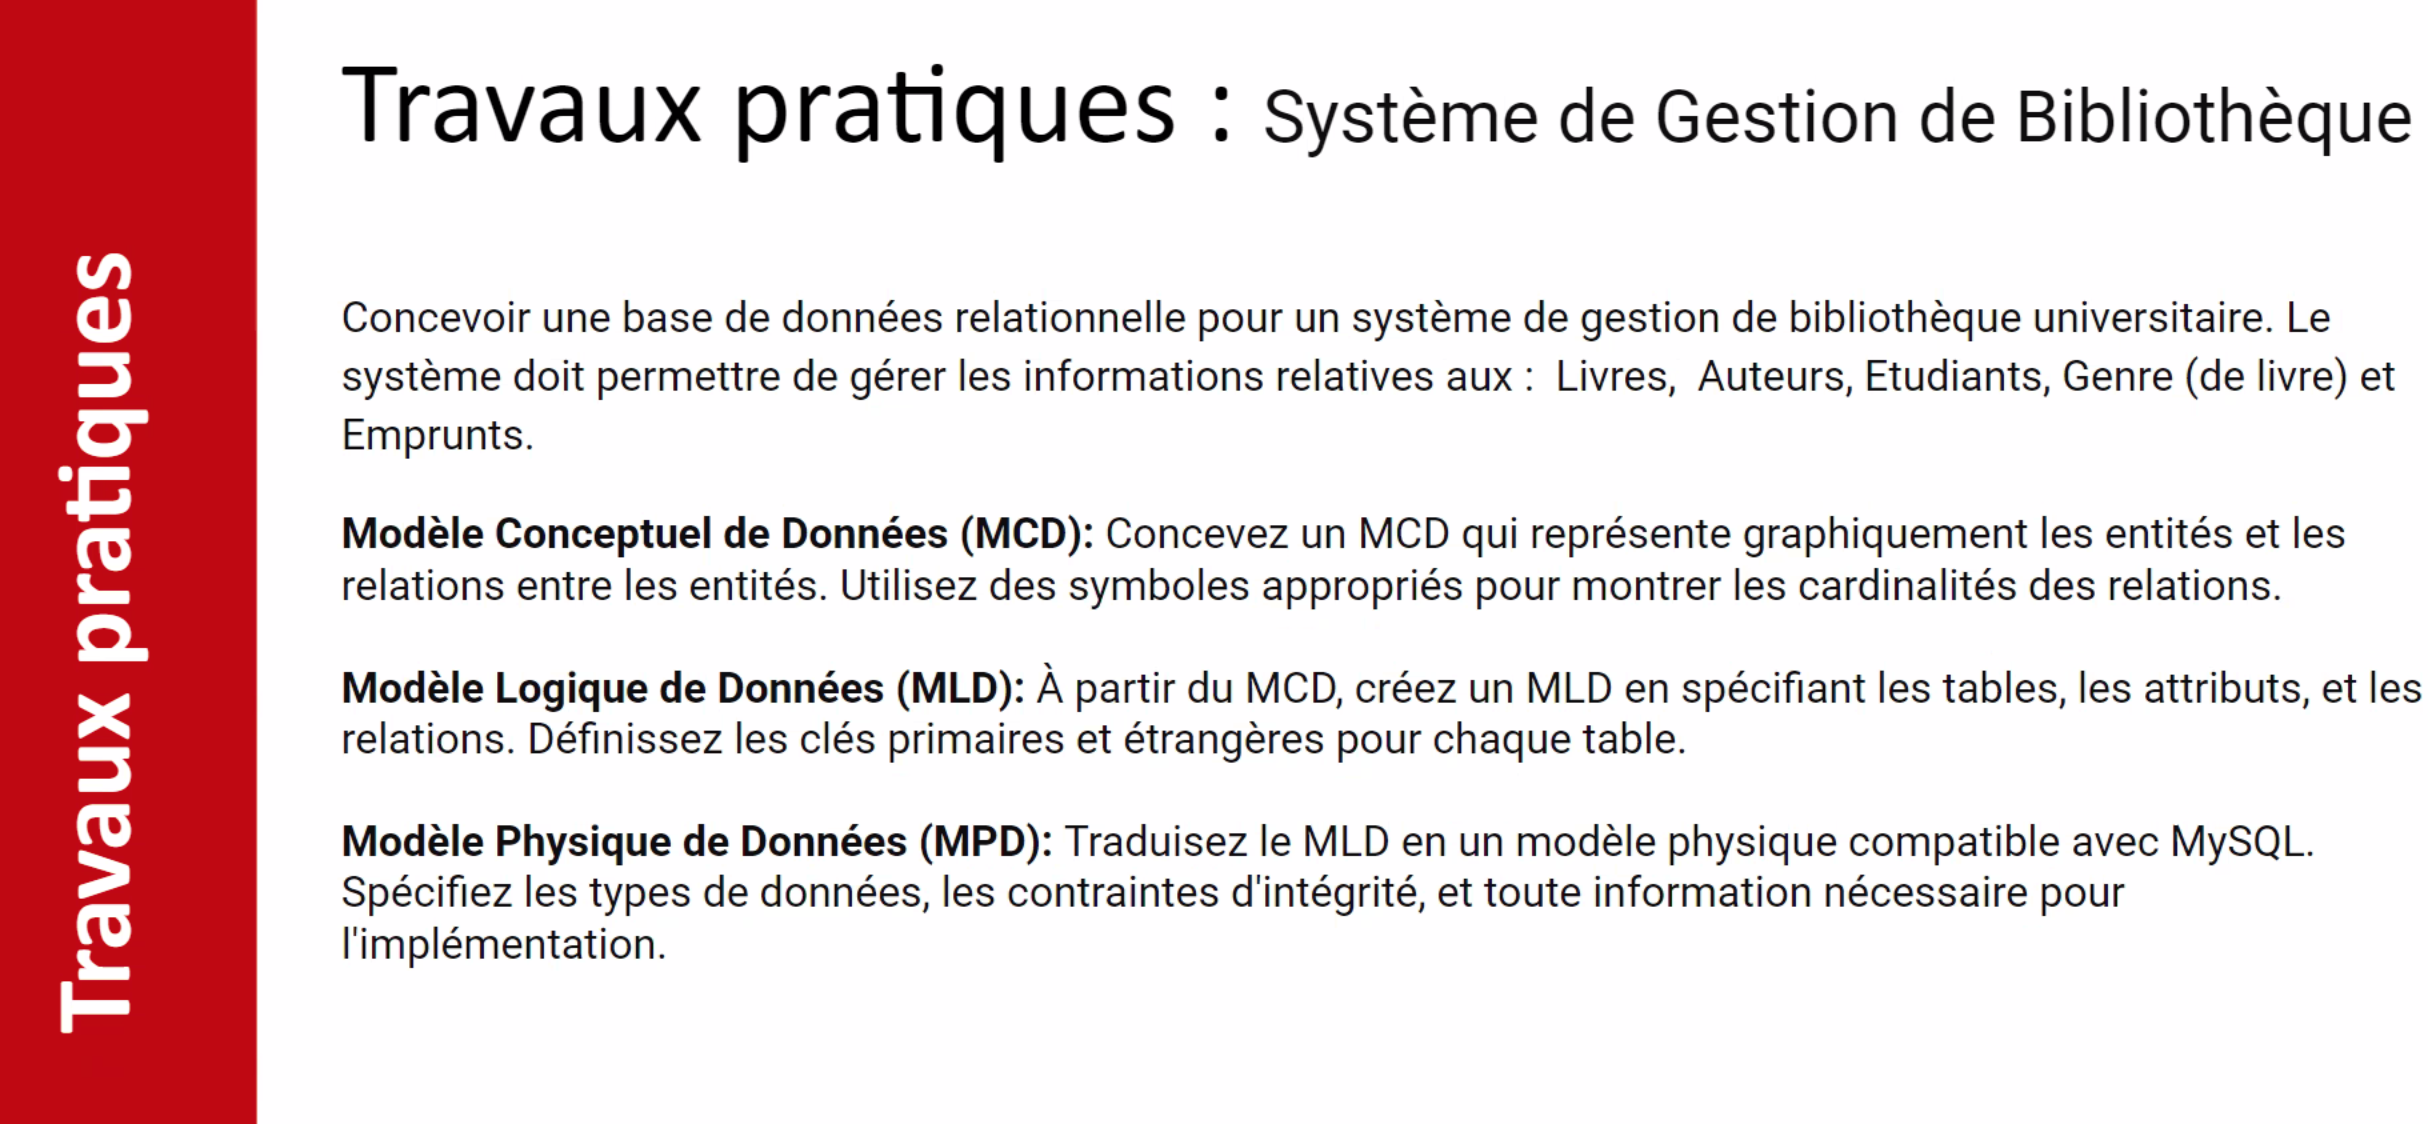 Travaux pratiques
Travaux pratiques : Système de Gestion de Bibliothèque
Concevoir une base de données relationnelle pour un système de gestion de bibliothèque universitaire. Le
système doit permettre de gérer les informations relatives aux :  Livres,  Auteurs, Etudiants, Genre (de livre) et
Emprunts.
Modèle Conceptuel de Données (MCD): Concevez un MCD qui représente graphiquement les entités et les
relations entre les entités. Utilisez des symboles appropriés pour montrer les cardinalités des relations.
Modèle Logique de Données (MLD): À partir du MCD, créez un MLD en spécifiant les tables, les attributs, et les
relations. Définissez les clés primaires et étrangères pour chaque table.
Modèle Physique de Données (MPD): Traduisez le MLD en un modèle physique compatible avec MySQL.
Spécifiez les types de données, les contraintes d'intégrité, et toute information nécessaire pour
l'implémentation.